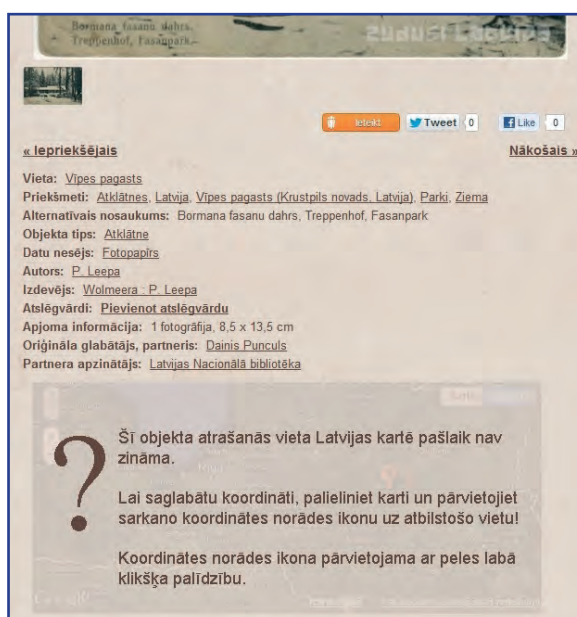 Bormana fasanu dahrs.
Treppenhof, Fasanpark.
ZUDUSĪ LATVIJA
Ieteikt
Tweet 0
Like 0
« Iepriekšējais
Nākošais »
Vieta: Vīpes pagasts
Priekšmeti: Atklātnes, Latvija, Vīpes pagasts (Krustpils novads, Latvija), Parki, Ziema
Alternatīvais nosaukums: Bormana fasanu dahrs, Treppenhof, Fasanpark
Objekta tips: Atklātne
Datu nesējs: Fotopapīrs
Autors: P. Leepa
Izdevējs: Wolmeera : P. Leepa
Atslēgvārdi: Pievienot atslēgvārdu
Apjoma informācija: 1 fotogrāfija, 8,5 x 13,5 cm
Oriģināla glabātājs, partneris: Dainis Punculs
Partnera apzinātājs: Latvijas Nacionālā bibliotēka
?
Šī objekta atrašanās vieta Latvijas kartē pašlaik nav
zināma.
Lai saglabātu koordināti, palieliniet karti un pārvietojiet
sarkano koordinātes norādes ikonu uz atbilstošo vietu!
Koordinātes norādes ikona pārvietojama ar peles labā
klikšķa palīdzību.